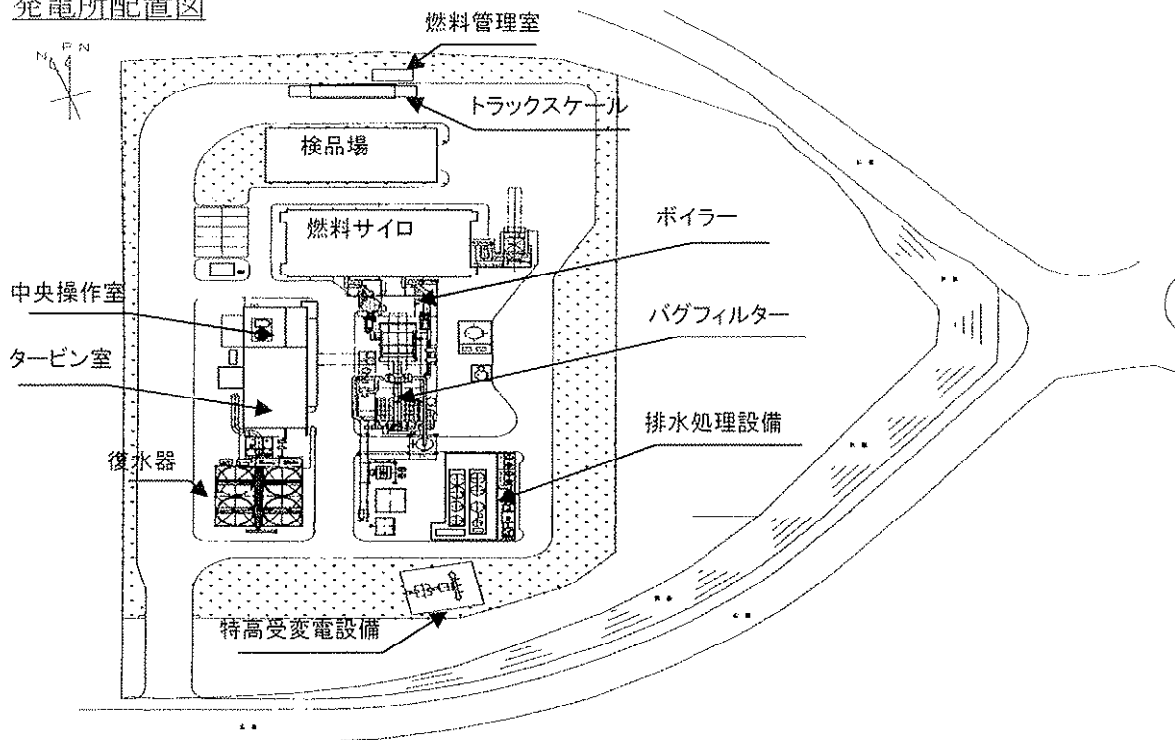 発電所配置図
燃料管理室
N P N
トラックスケール
検品場
燃料サイロ
ボイラー
中央操作室
バグフィルター
タービン室
排水処理設備
復水器
特高受変電設備